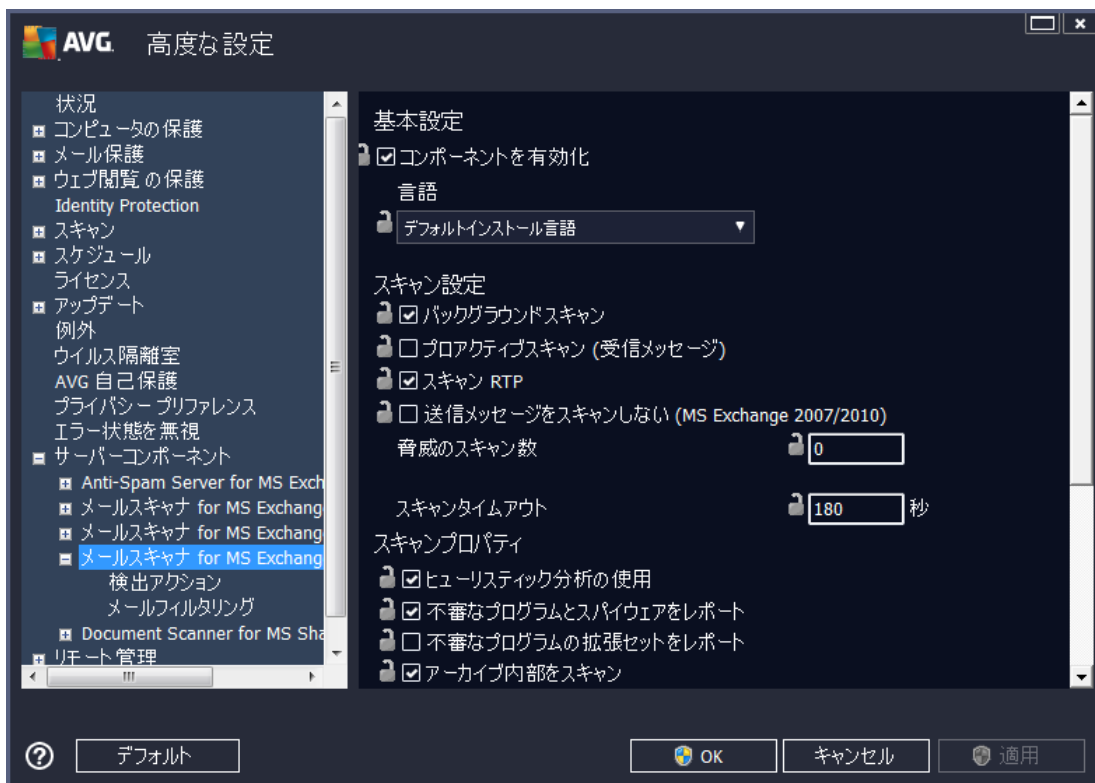 AVG. 高度な設定
状況
コンピュータの保護
メール保護
ウェブ閲覧 の保護
Identity Protection
スキャン
スケジュール
ライセンス
アップデート
例外
ウイルス隔離室
AVG 自己保護
プライバシー プリファレンス
エラー状態を無視
サーバーコンポーネント
Anti-Spam Server for MS Exch
メールスキャナ for MS Exchang
メールスキャナ for MS Exchang
メールスキャナ for MS Exchang
検出アクション
メールフィルタリング
Document Scanner for MS Sha
リモート管理
基本設定
コンポーネントを有効化
言語
デフォルトインストール言語
スキャン設定
バックグラウンドスキャン
プロアクティブスキャン (受信メッセージ)
スキャン RTP
送信メッセージをスキャンしない (MS Exchange 2007/2010)
脅威のスキャン数 0
スキャンタイムアウト 180 秒
スキャンプロパティ
ヒューリスティック分析の使用
不審なプログラムとスパイウェアをレポート
不審なプログラムの拡張セットをレポート
アーカイブ内部をスキャン
デフォルト OK キャンセル 適用